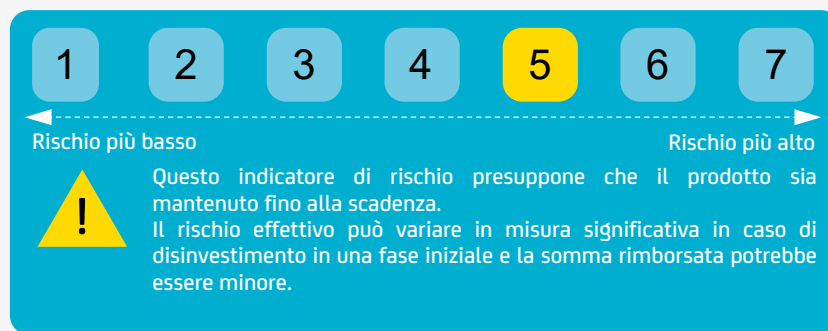 1 2 3 4 5 6 7
Rischio più basso Rischio più alto
!
Questo indicatore di rischio presuppone che il prodotto sia
mantenuto fino alla scadenza.
Il rischio effettivo può variare in misura significativa in caso di
disinvestimento in una fase iniziale e la somma rimborsata potrebbe
essere minore.